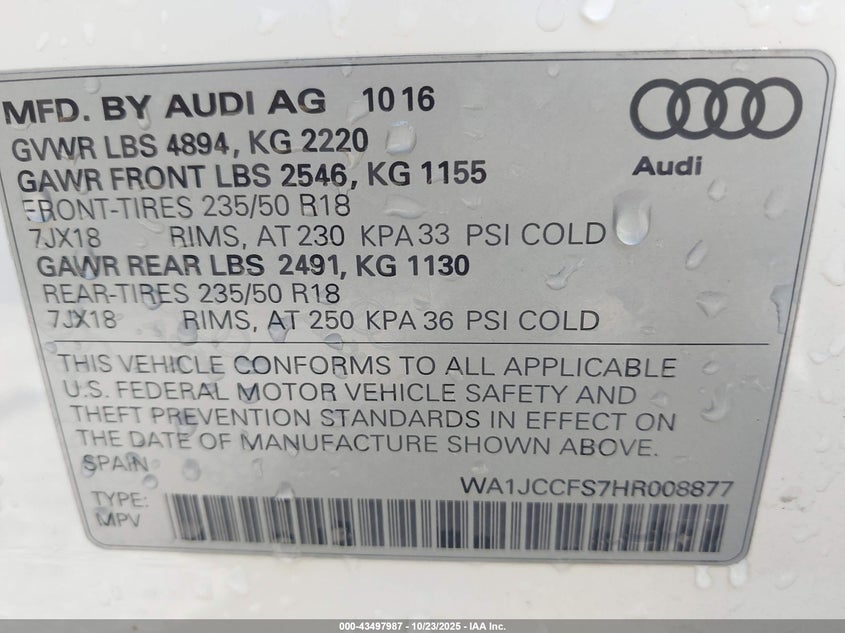 MFD. BY AUDI AG 10 16
GVWR LBS 4894, KG 2220
GAWR FRONT LBS 2546, KG 1155
FRONT-TIRES 235/50 R18
7JX18 RIMS, AT 230 KPA 33 PSI COLD
GAWR REAR LBS 2491, KG 1130
REAR-TIRES 235/50 R18
7JX18 RIMS, AT 250 KPA 36 PSI COLD
Audi
THIS VEHICLE CONFORMS TO ALL APPLICABLE
U.S. FEDERAL MOTOR VEHICLE SAFETY AND
THEFT PREVENTION STANDARDS IN EFFECT ON
THE DATE OF MANUFACTURE SHOWN ABOVE.
SPAIN
WA1JCCFS7HR008877
TYPE:
MPV
000-43497987 - 10/23/2025 - IAA Inc.